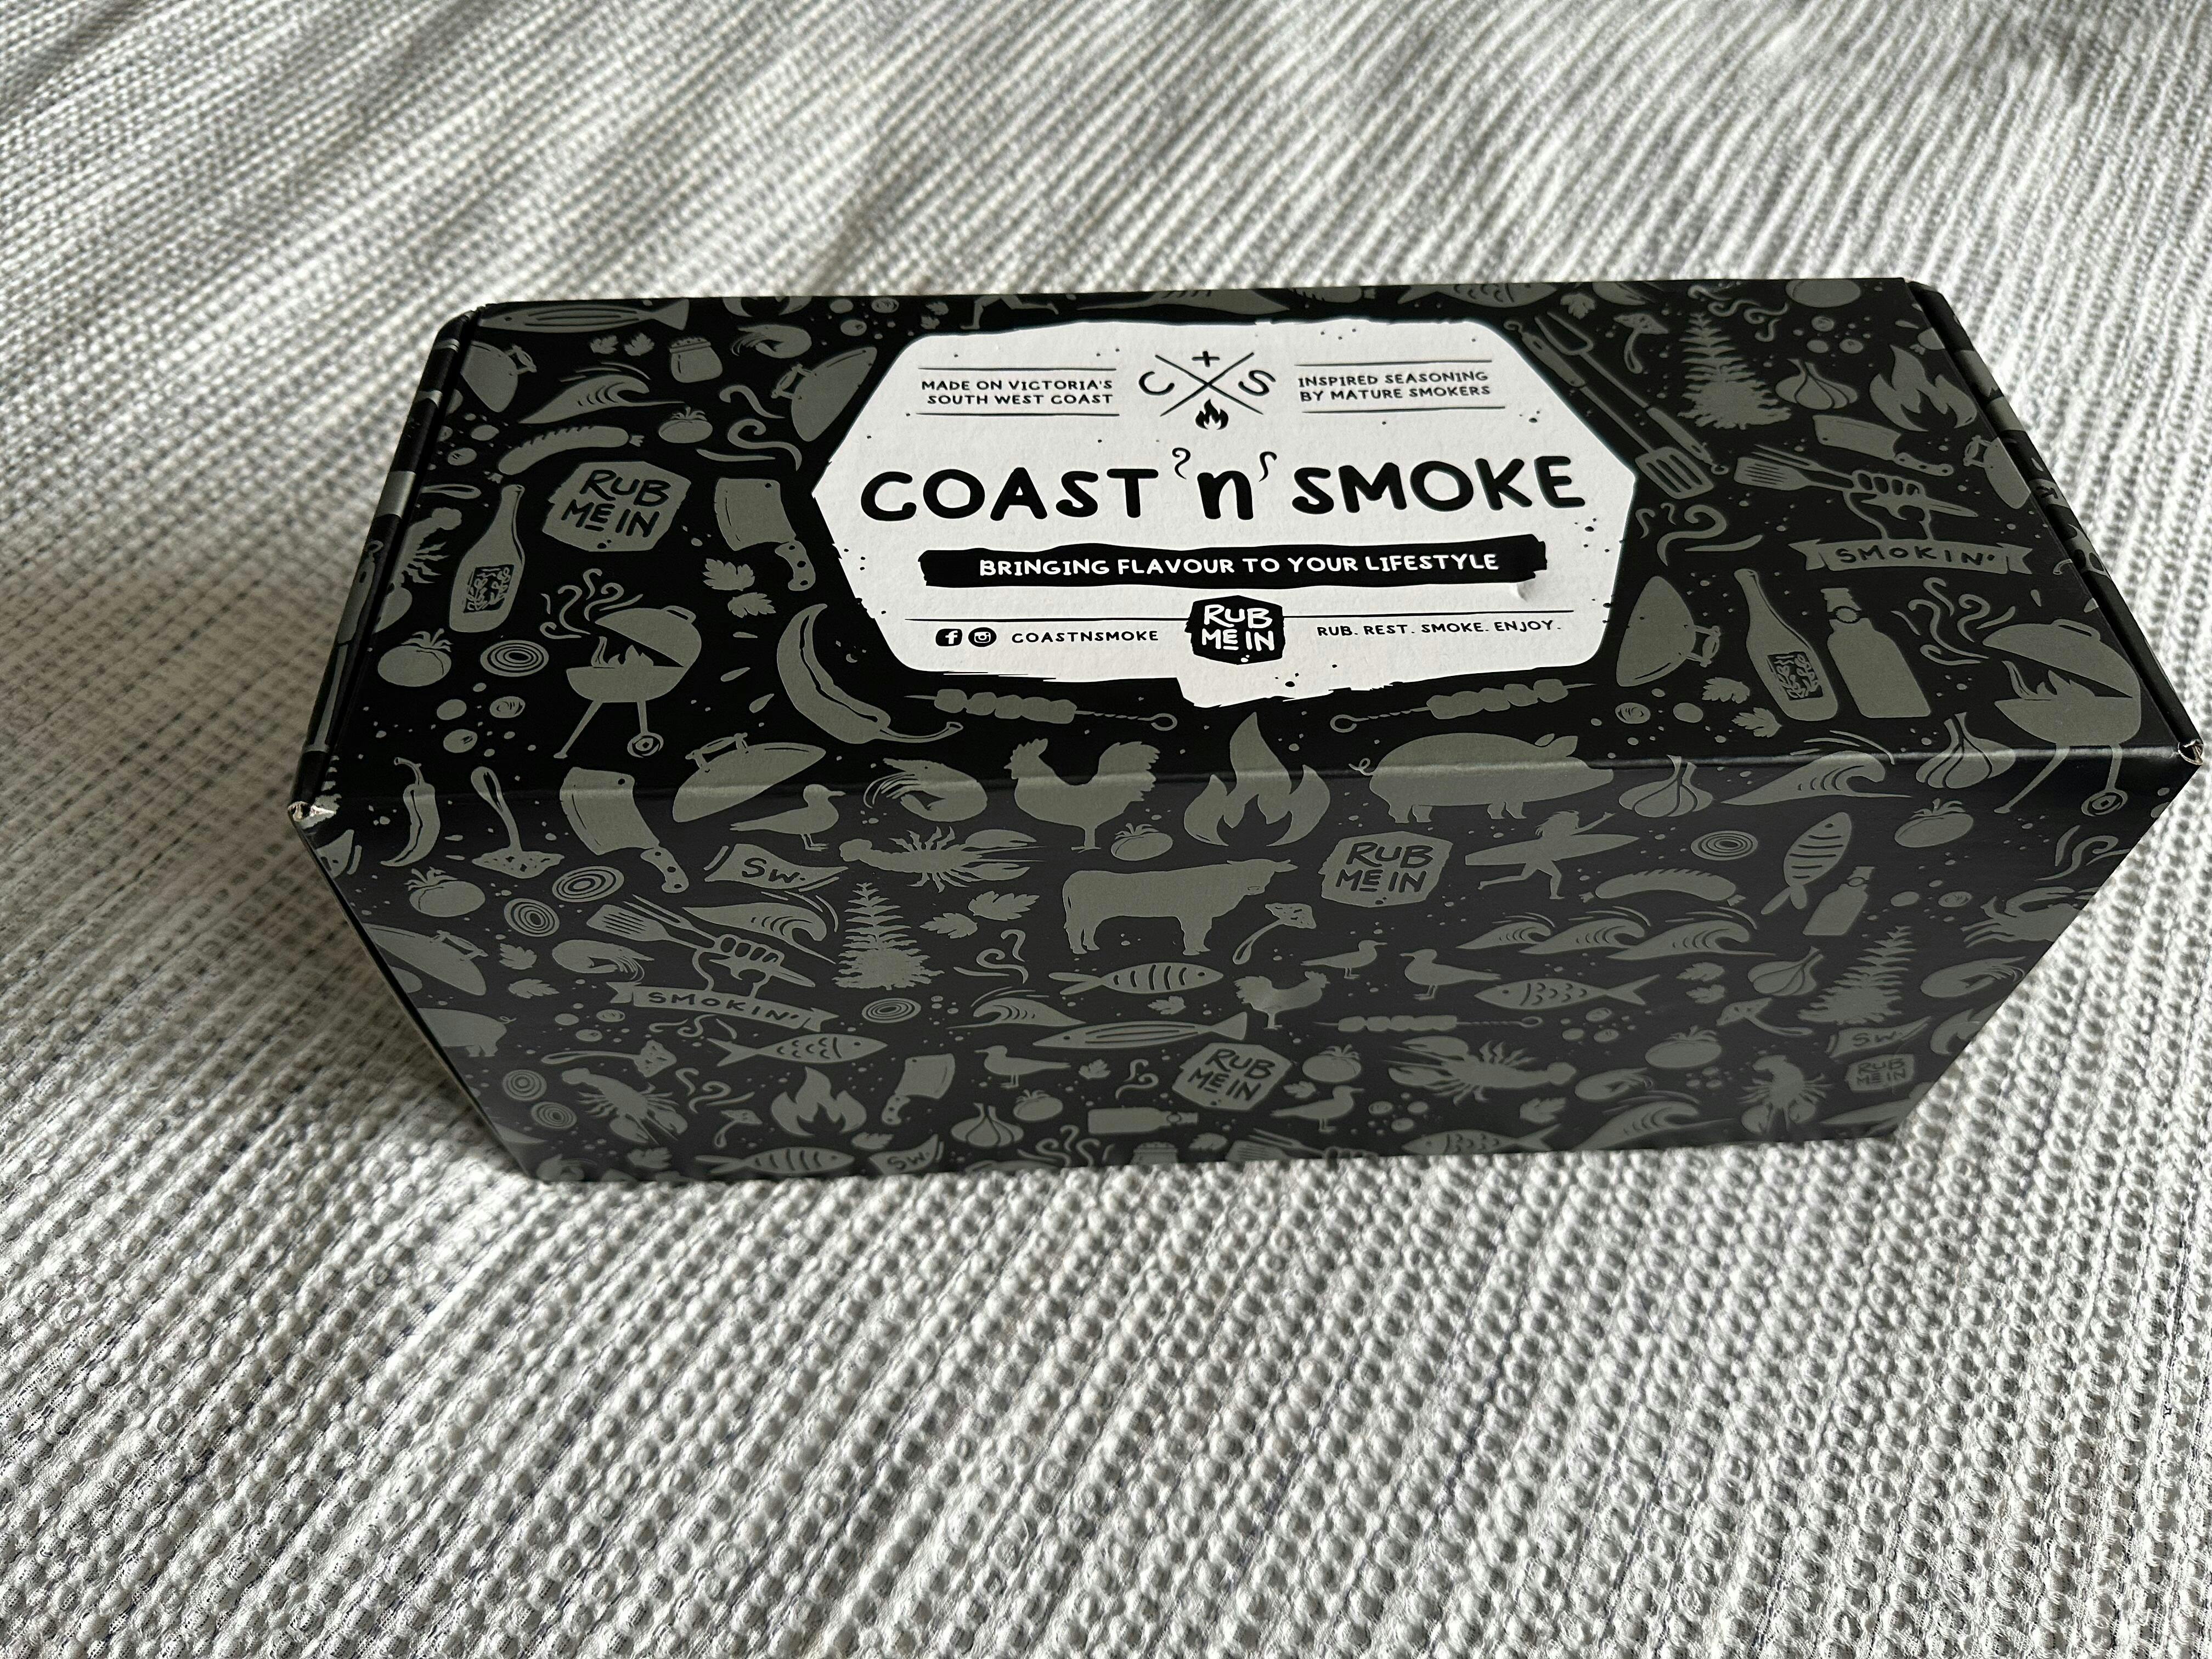 MADE ON VICTORIA'S
SOUTH WEST COAST
C + S
INSPIRED SEASONING
BY MATURE SMOKERS
COAST 'n' SMOKE
BRINGING FLAVOUR TO YOUR LIFESTYLE
COASTNSMOKE
RUB
ME IN
RUB. REST. SMOKE. ENJOY.
RUB
ME IN
SMOKIN'
SW.
RUB
ME IN
SMOKIN'
RUB
ME IN
SW.
RUB
ME IN
SW.